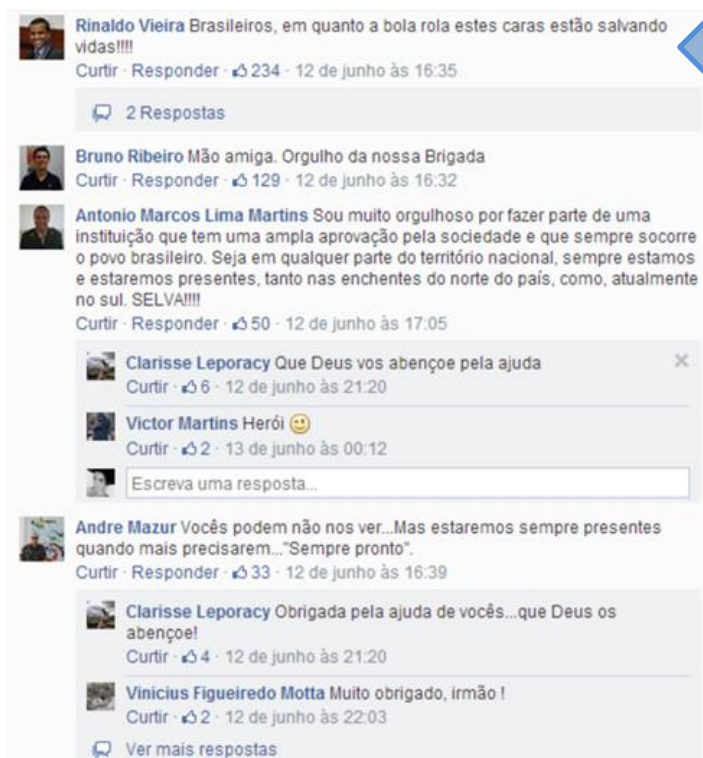 Rinaldo Vieira Brasileiros, em quanto a bola rola estes caras estão salvando
vidas!!!!
Curtir · Responder · 234 · 12 de junho às 16:35
2 Respostas
Bruno Ribeiro Mão amiga. Orgulho da nossa Brigada
Curtir · Responder · 129 · 12 de junho às 16:32
Antonio Marcos Lima Martins Sou muito orgulhoso por fazer parte de uma
instituição que tem uma ampla aprovação pela sociedade e que sempre socorre
o povo brasileiro. Seja em qualquer parte do território nacional, sempre estamos
e estaremos presentes, tanto nas enchentes do norte do país, como, atualmente
no sul. SELVA!!!!
Curtir · Responder · 50 · 12 de junho às 17:05
Clarisse Leporacy Que Deus vos abençoe pela ajuda
Curtir · 6 · 12 de junho às 21:20
Victor Martins Herói
Curtir · 2 · 13 de junho às 00:12
Escreva uma resposta...
Andre Mazur Vocês podem não nos ver...Mas estaremos sempre presentes
quando mais precisarem..."Sempre pronto".
Curtir · Responder · 33 · 12 de junho às 16:39
Clarisse Leporacy Obrigada pela ajuda de vocês...que Deus os
abençoe!
Curtir · 4 · 12 de junho às 21:20
Vinicius Figueiredo Motta Muito obrigado, irmão !
Curtir · 2 · 12 de junho às 22:03
Ver mais respostas